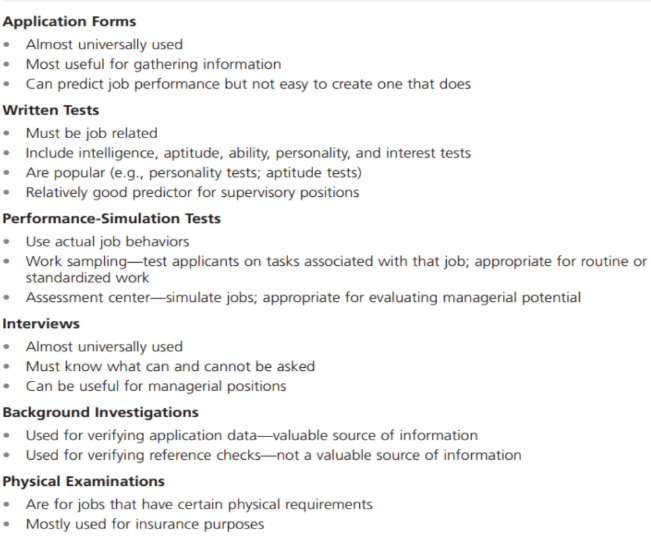 Application Forms
• Almost universally used
• Most useful for gathering information
• Can predict job performance but not easy to create one that does
Written Tests
• Must be job related
• Include intelligence, aptitude, ability, personality, and interest tests
• Are popular (e.g., personality tests; aptitude tests)
• Relatively good predictor for supervisory positions
Performance-Simulation Tests
• Use actual job behaviors
• Work sampling—test applicants on tasks associated with that job; appropriate for routine or
standardized work
• Assessment center—simulate jobs; appropriate for evaluating managerial potential
Interviews
• Almost universally used
• Must know what can and cannot be asked
• Can be useful for managerial positions
Background Investigations
• Used for verifying application data—valuable source of information
• Used for verifying reference checks—not a valuable source of information
Physical Examinations
• Are for jobs that have certain physical requirements
• Mostly used for insurance purposes